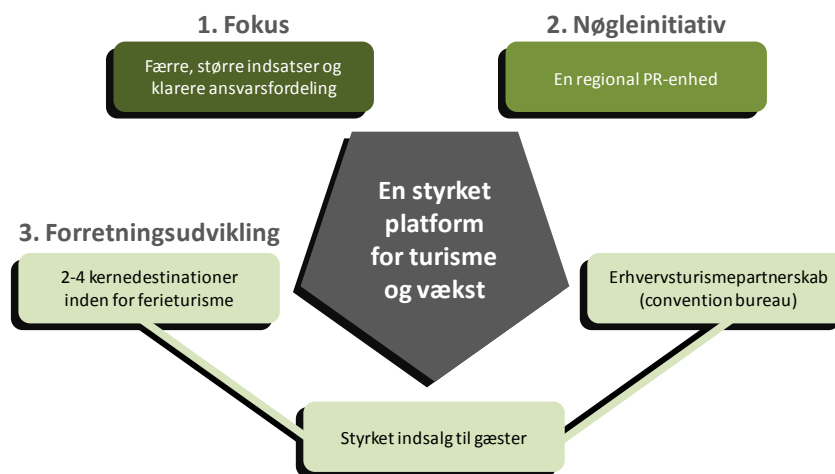 1. Fokus
Færre, større indsatser og
klarere ansvarsfordeling
2. Nøgleinitiativ
En regional PR-enhed
En styrket
platform
for turisme
og vækst
3. Forretningsudvikling
2-4 kernedestinationer
inden for ferieturisme
Erhvervsturismepartnerskab
(convention bureau)
Styrket indsalg til gæster